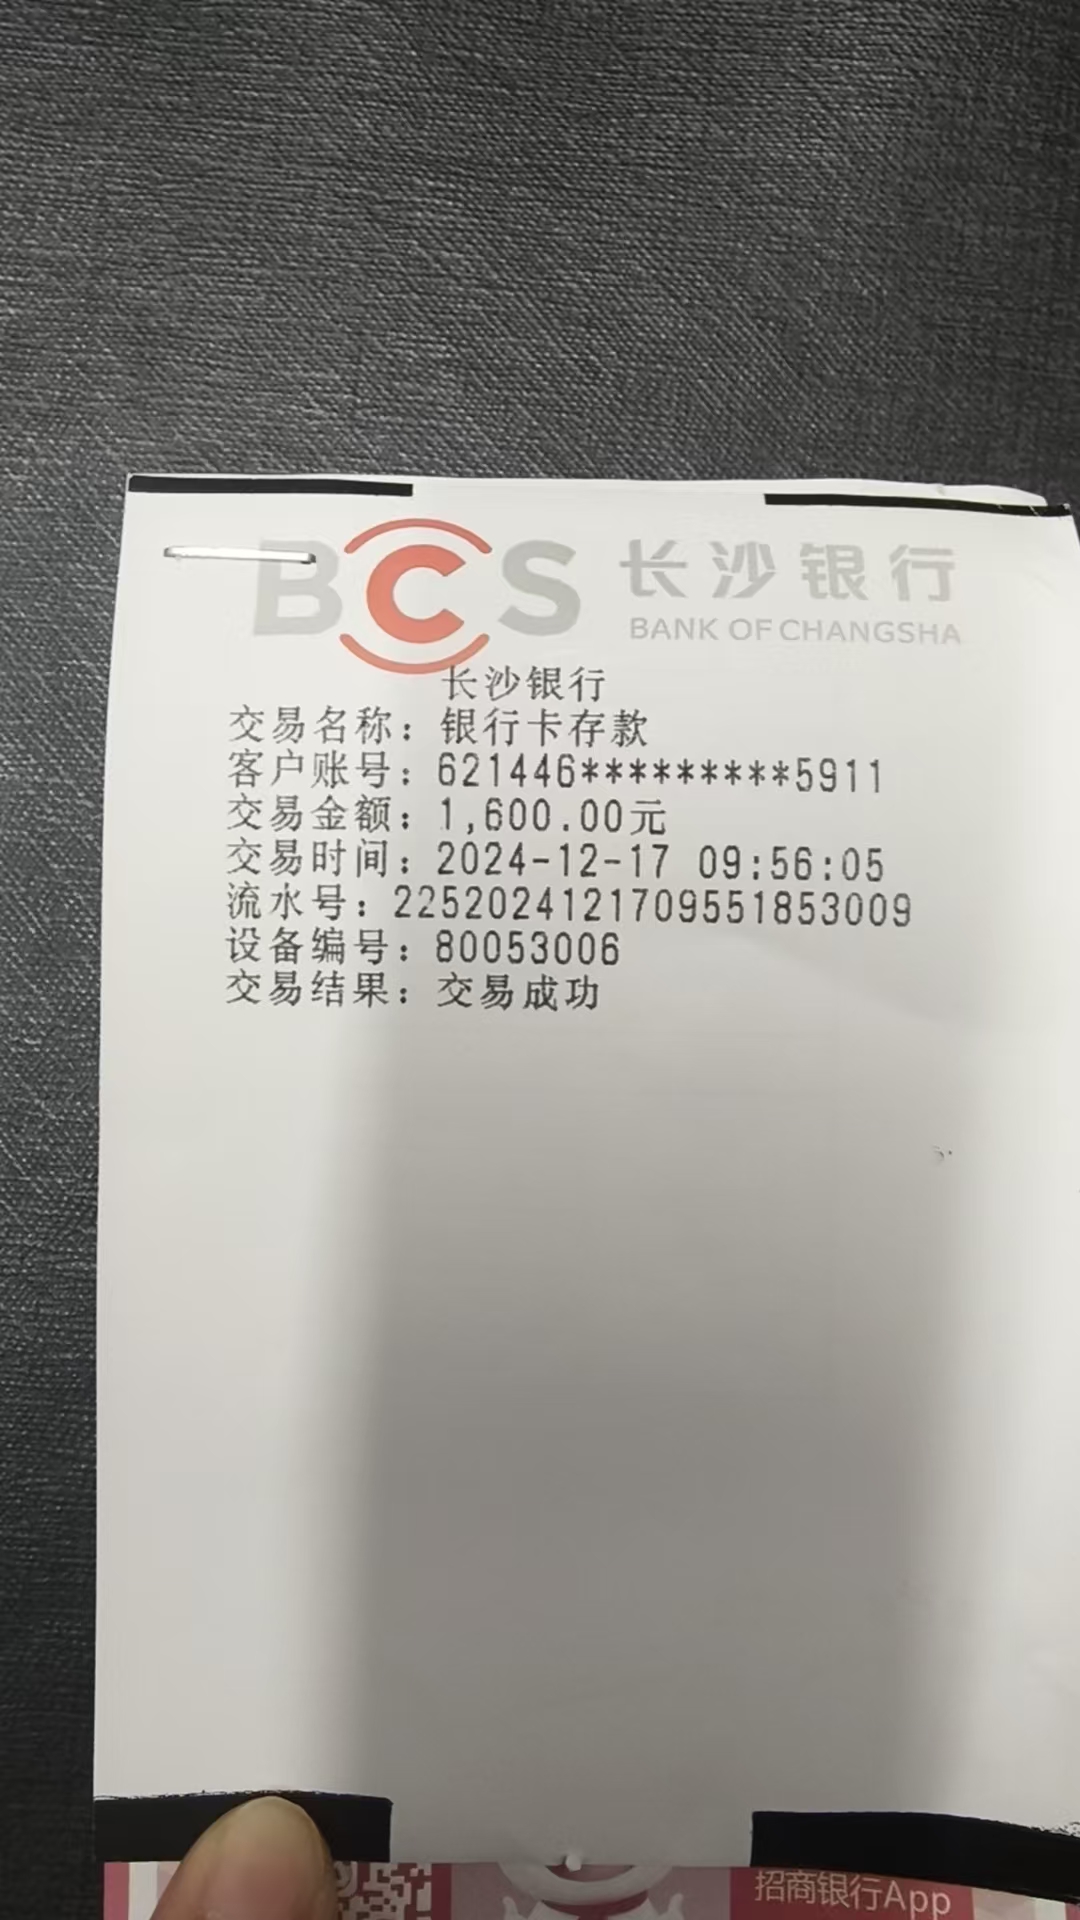 BCS 长沙银行
BANK OF CHANGSHA
长沙银行
交易名称：银行卡存款
客户账号：621446*********5911
交易金额：1,600.00元
交易时间：2024-12-17 09:56:05
流水号：22520241217095518530​09
设备编号：80053006
交易结果：交易成功
招商银行App